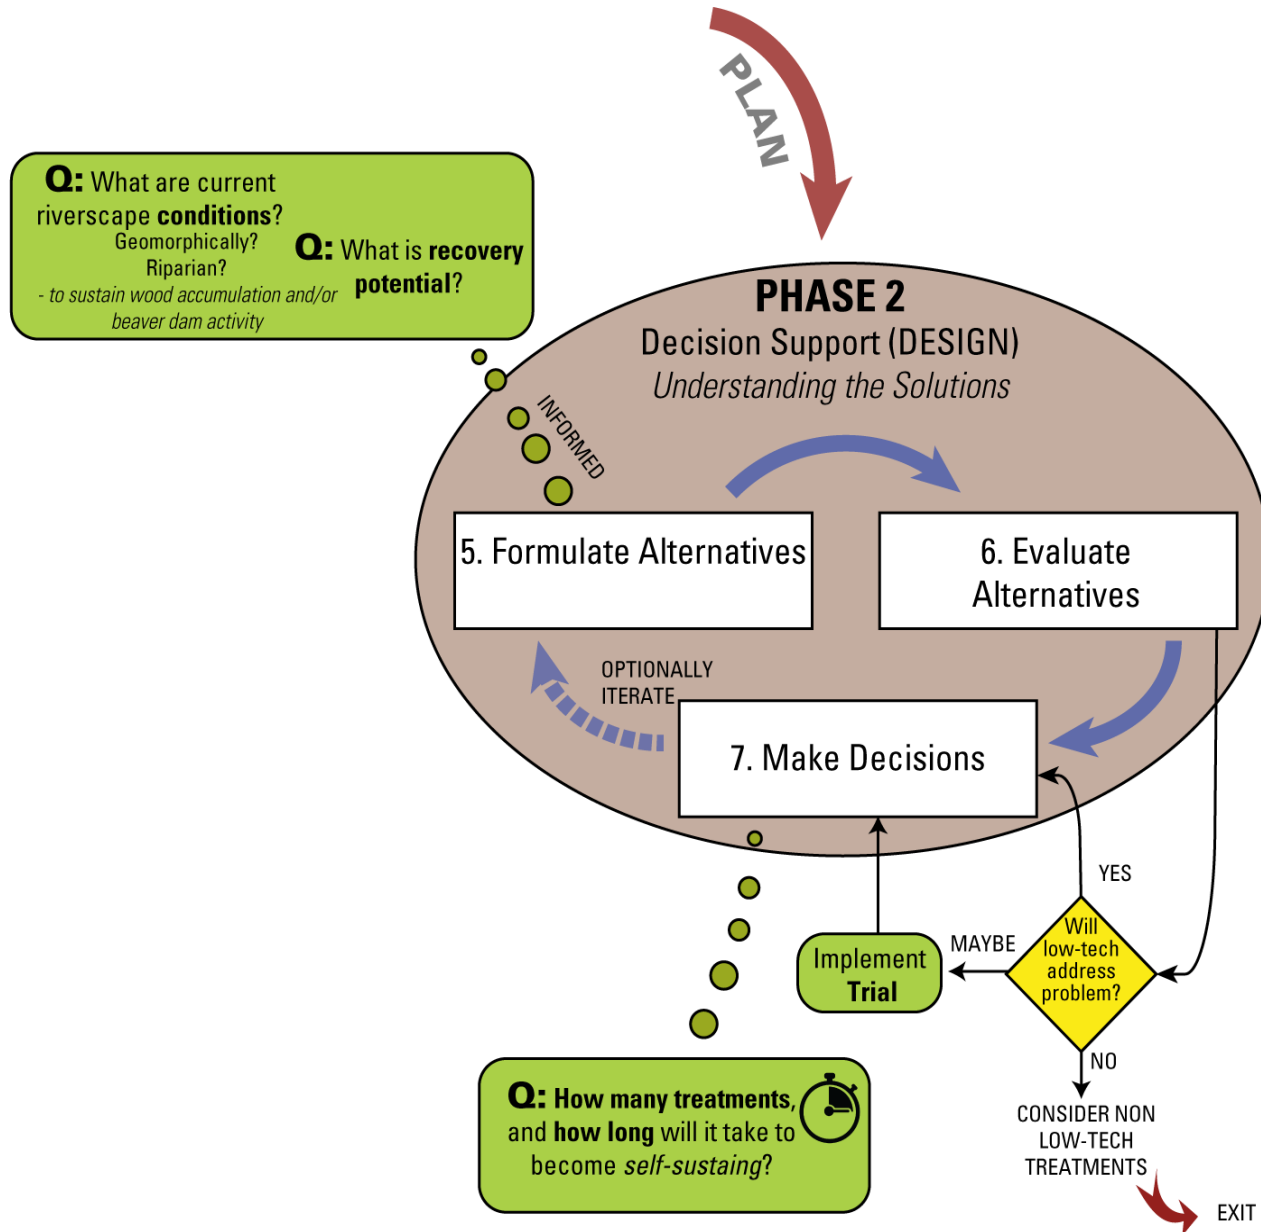 PLAN
Q: What are current
riverscape conditions?
Geomorphically?
Riparian?
- to sustain wood accumulation and/or
beaver dam activity
Q: What is recovery
potential?
PHASE 2
Decision Support (DESIGN)
Understanding the Solutions
INFORMED
5. Formulate Alternatives
6. Evaluate
Alternatives
OPTIONALLY
ITERATE
7. Make Decisions
YES
Will
low-tech
address
problem?
MAYBE
Implement
Trial
NO
CONSIDER NON
LOW-TECH
TREATMENTS
EXIT
Q: How many treatments,
and how long will it take to
become self-sustaing?